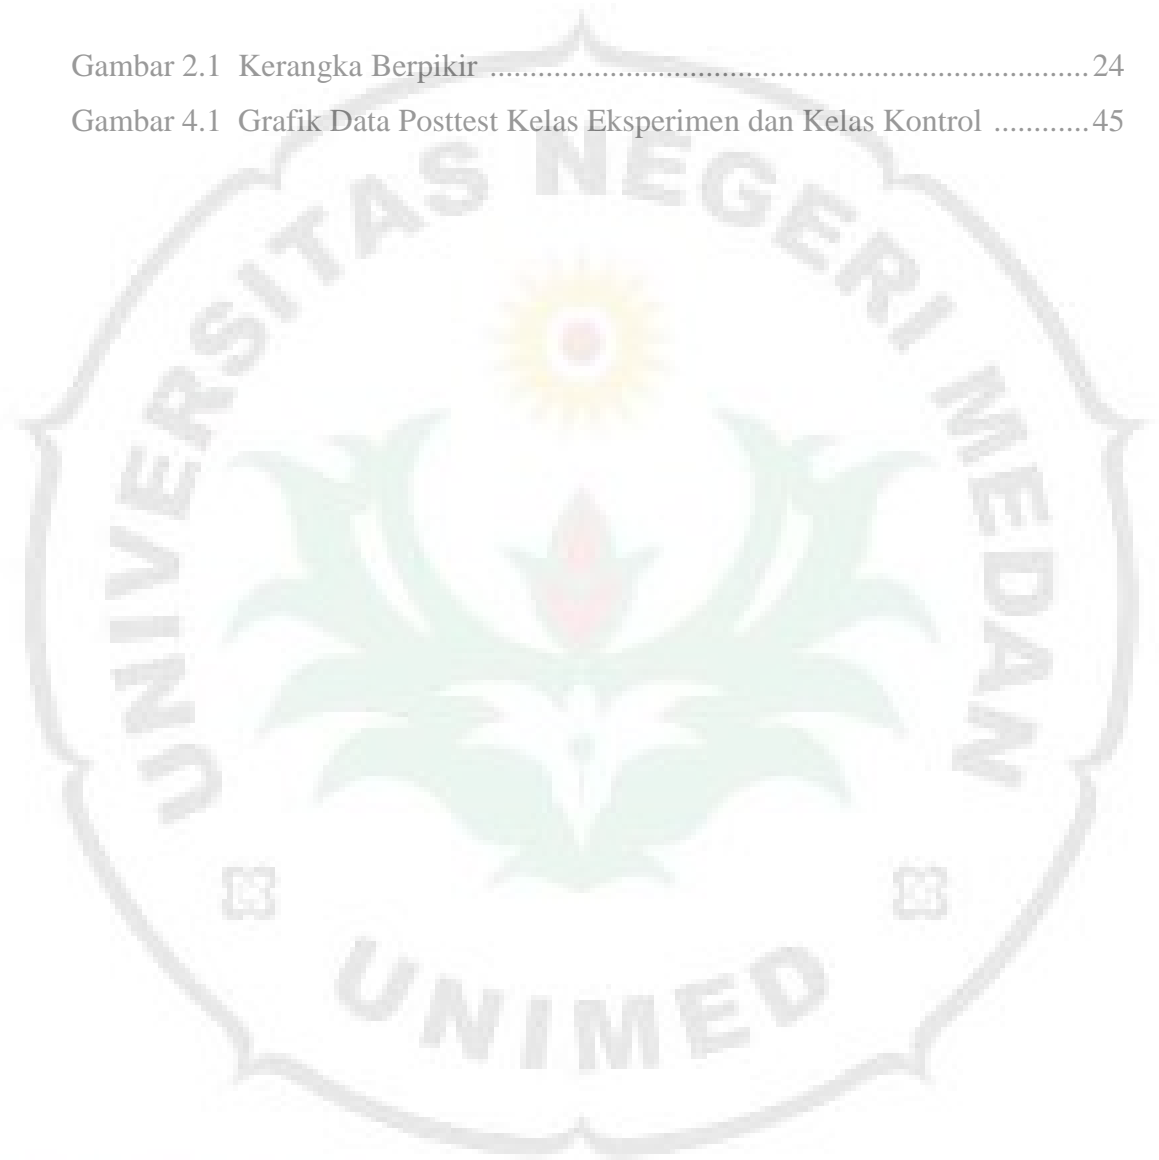 Gambar 2.1 Kerangka Berpikir ........................................................................... 24
Gambar 4.1 Grafik Data Posttest Kelas Eksperimen dan Kelas Kontrol ............ 45
UNIVERSITAS NEGERI MEDAN
UNIMED